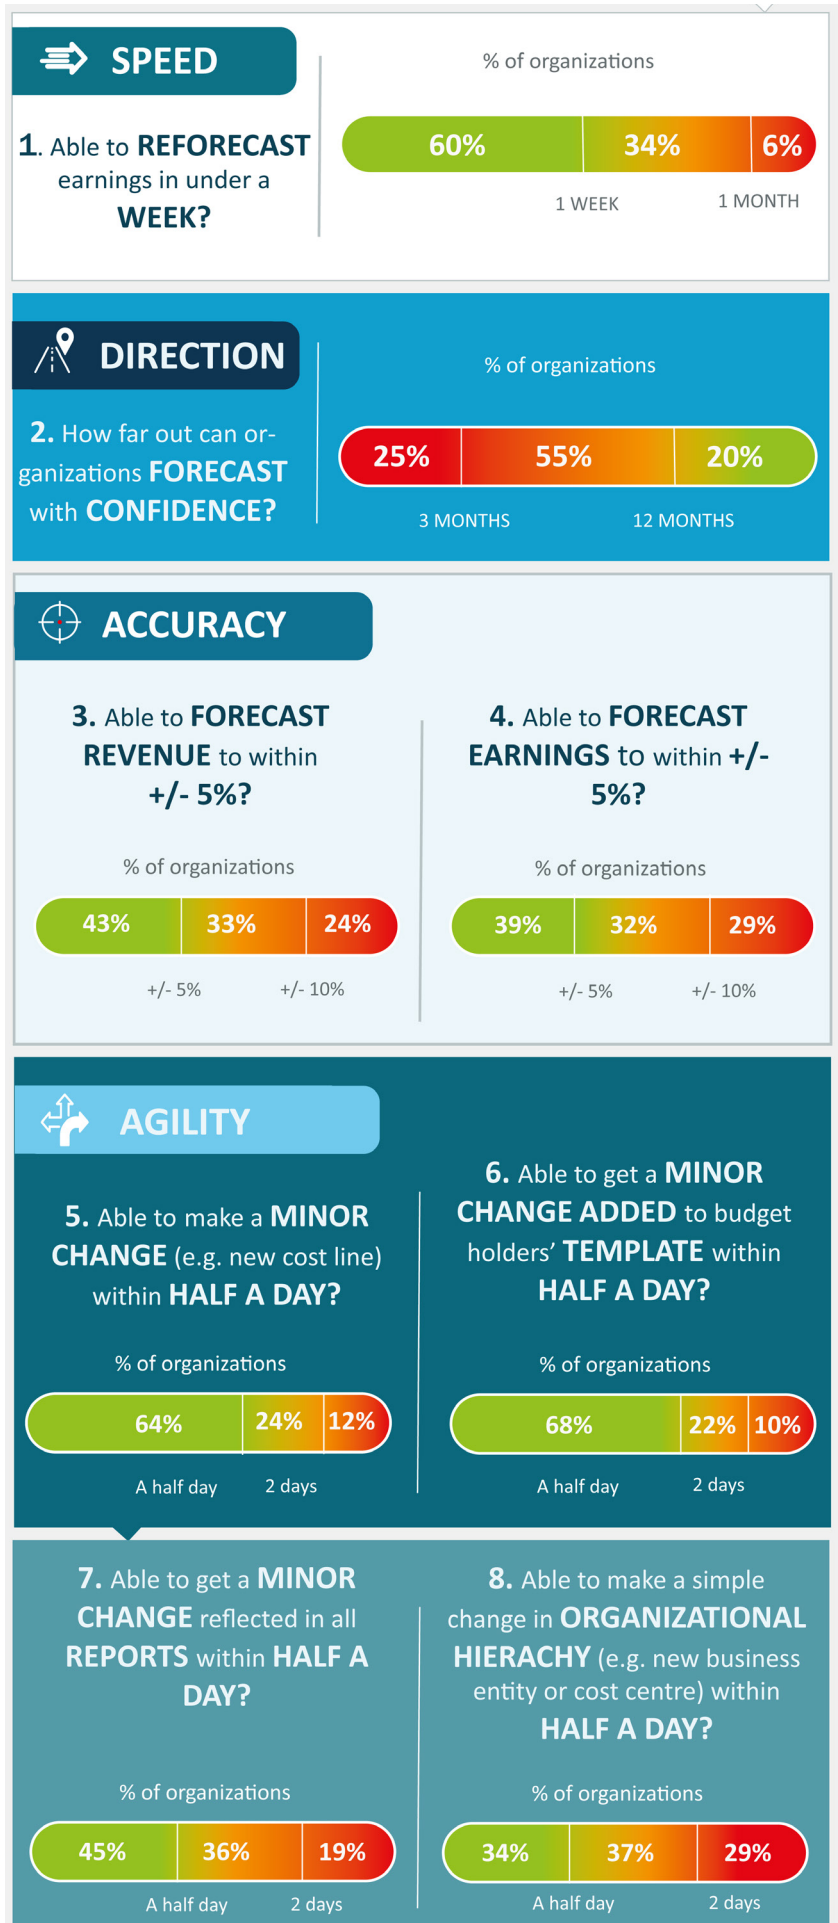 SPEED
% of organizations
1. Able to REFORECAST
earnings in under a
WEEK?
60% 34% 6%
1 WEEK 1 MONTH
DIRECTION
% of organizations
2. How far out can or-
ganizations FORECAST
with CONFIDENCE?
25% 55% 20%
3 MONTHS 12 MONTHS
ACCURACY
3. Able to FORECAST
REVENUE to within
+/- 5%?
% of organizations
43% 33% 24%
+/- 5% +/- 10%
4. Able to FORECAST
EARNINGS to within +/-
5%?
% of organizations
39% 32% 29%
+/- 5% +/- 10%
AGILITY
5. Able to make a MINOR
CHANGE (e.g. new cost line)
within HALF A DAY?
% of organizations
64% 24% 12%
A half day 2 days
6. Able to get a MINOR
CHANGE ADDED to budget
holders’ TEMPLATE within
HALF A DAY?
% of organizations
68% 22% 10%
A half day 2 days
7. Able to get a MINOR
CHANGE reflected in all
REPORTS within HALF A
DAY?
% of organizations
45% 36% 19%
A half day 2 days
8. Able to make a simple
change in ORGANIZATIONAL
HIERACHY (e.g. new business
entity or cost centre) within
HALF A DAY?
% of organizations
34% 37% 29%
A half day 2 days